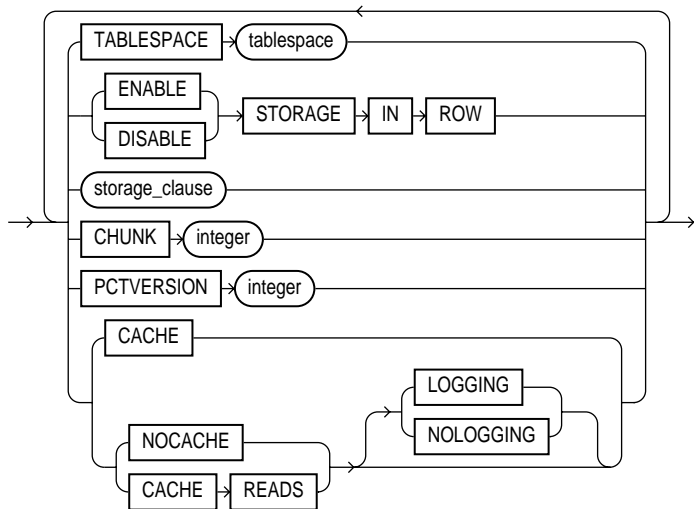 TABLESPACE tablespace
ENABLE
DISABLE
STORAGE IN ROW
storage_clause
CHUNK integer
PCTVERSION integer
CACHE
LOGGING
NOLOGGING
NOCACHE
CACHE READS